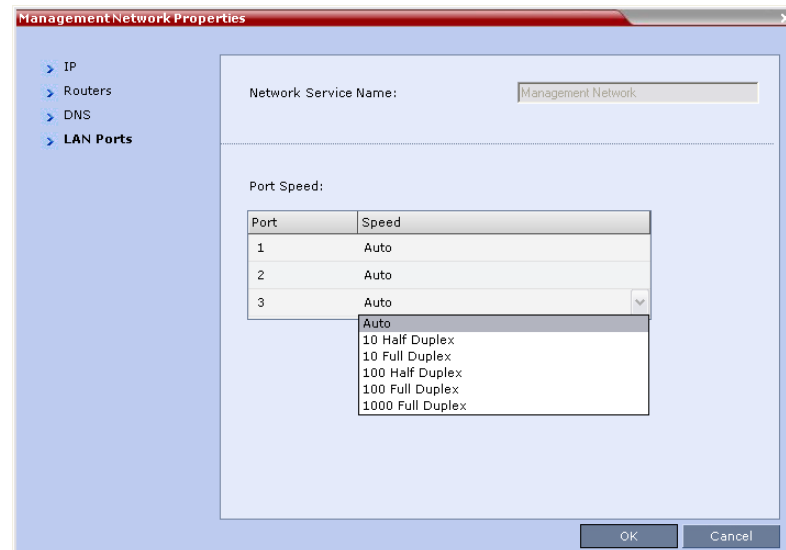 Management Network Properties
IP
Routers
DNS
LAN Ports
Network Service Name: Management Network
Port Speed:
Port Speed
1 Auto
2 Auto
3 Auto
Auto
10 Half Duplex
10 Full Duplex
100 Half Duplex
100 Full Duplex
1000 Full Duplex
OK Cancel